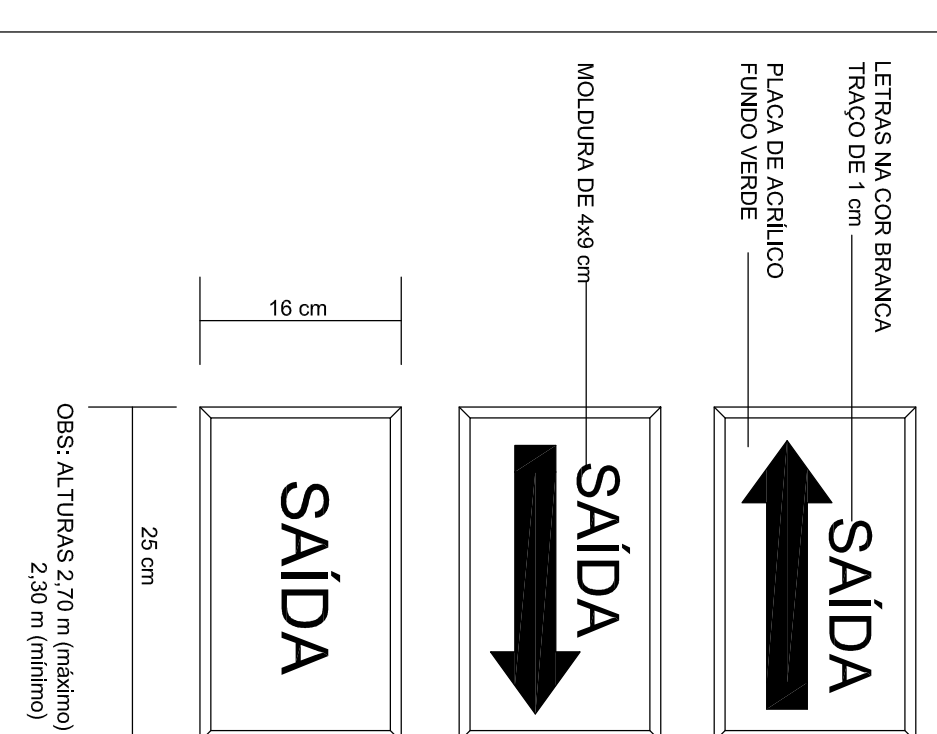 LETRAS NA COR BRANCA
TRAÇO DE 1 cm
PLACA DE ACRÍLICO
FUNDO VERDE
MOLDURA DE 4x9 cm
16 cm
SAÍDA
SAÍDA
SAÍDA
25 cm
OBS: ALTURAS 2,70 m (máximo)
2,30 m (mínimo)